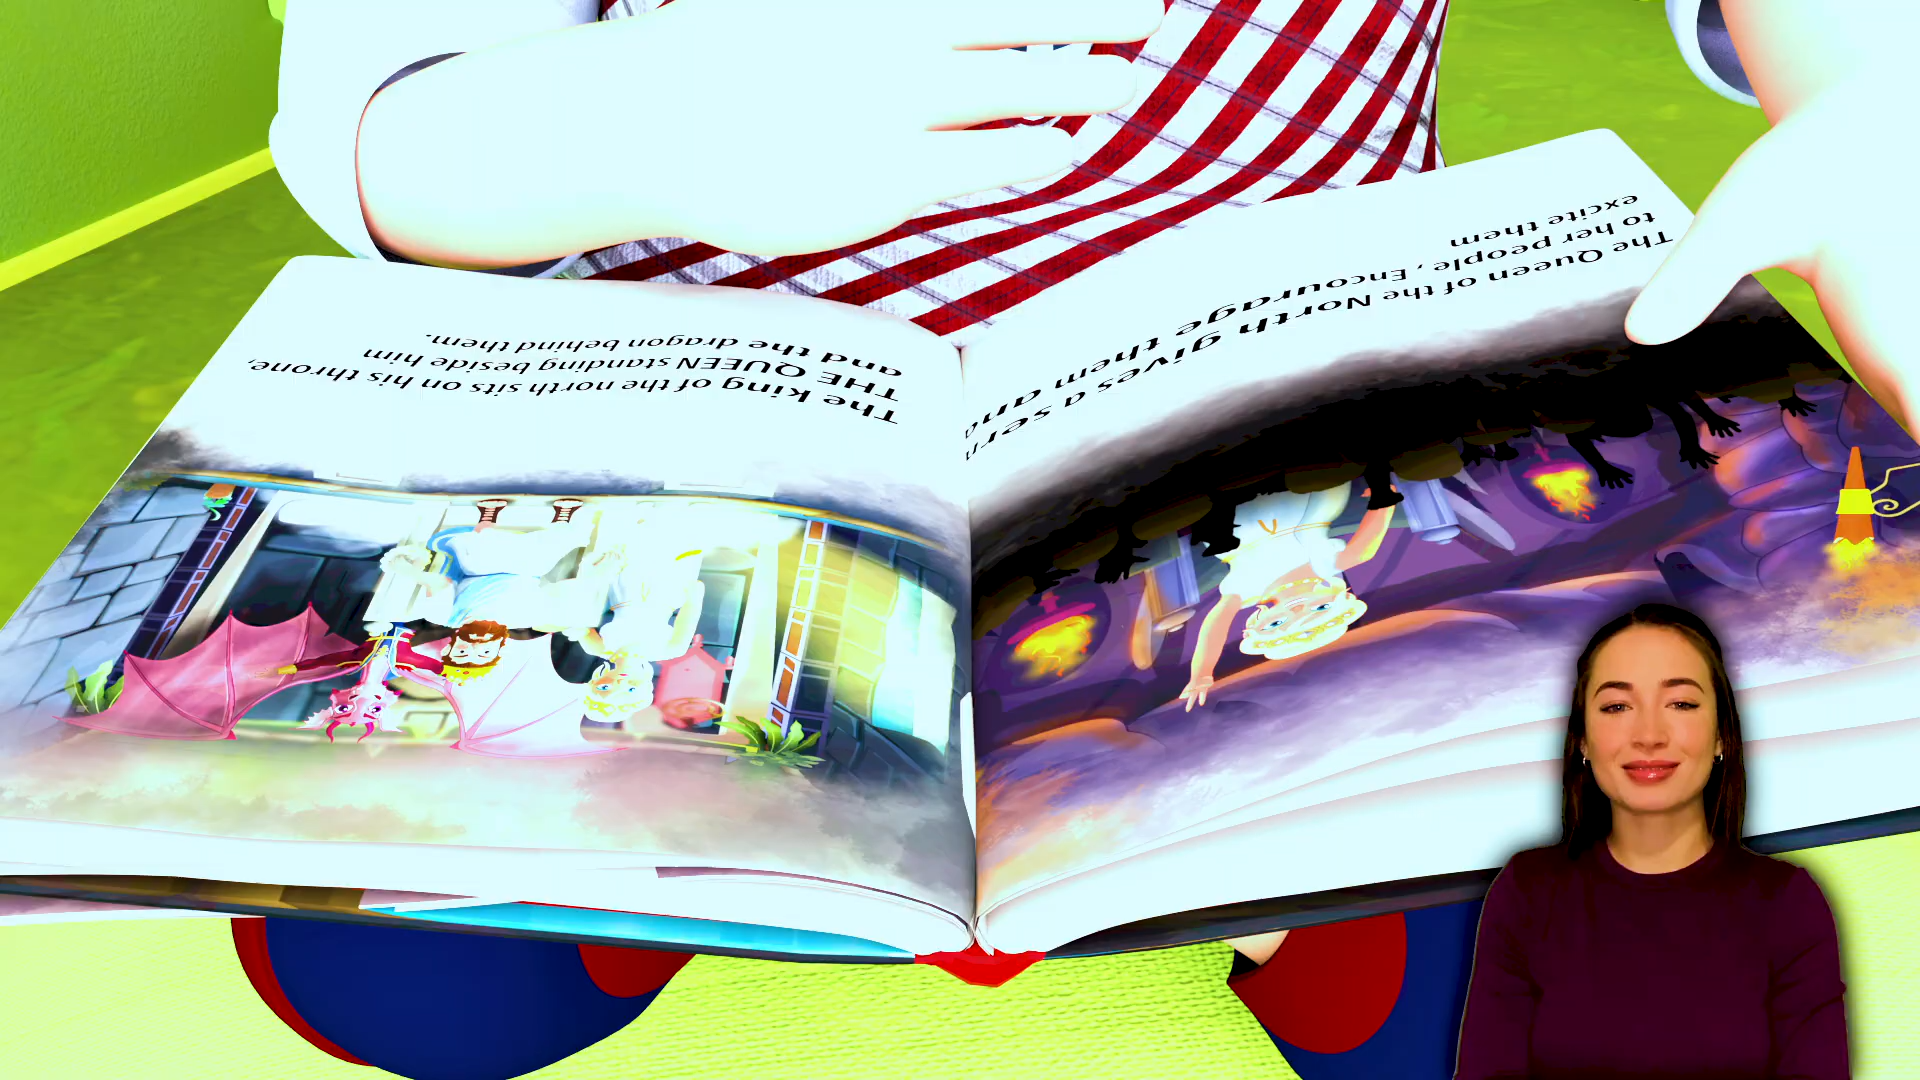 The king of the north sits on his throne,
THE QUEEN standing beside him
and the dragon behind them.
The Queen of the North gives a
to her people , Encourage them and
excite them